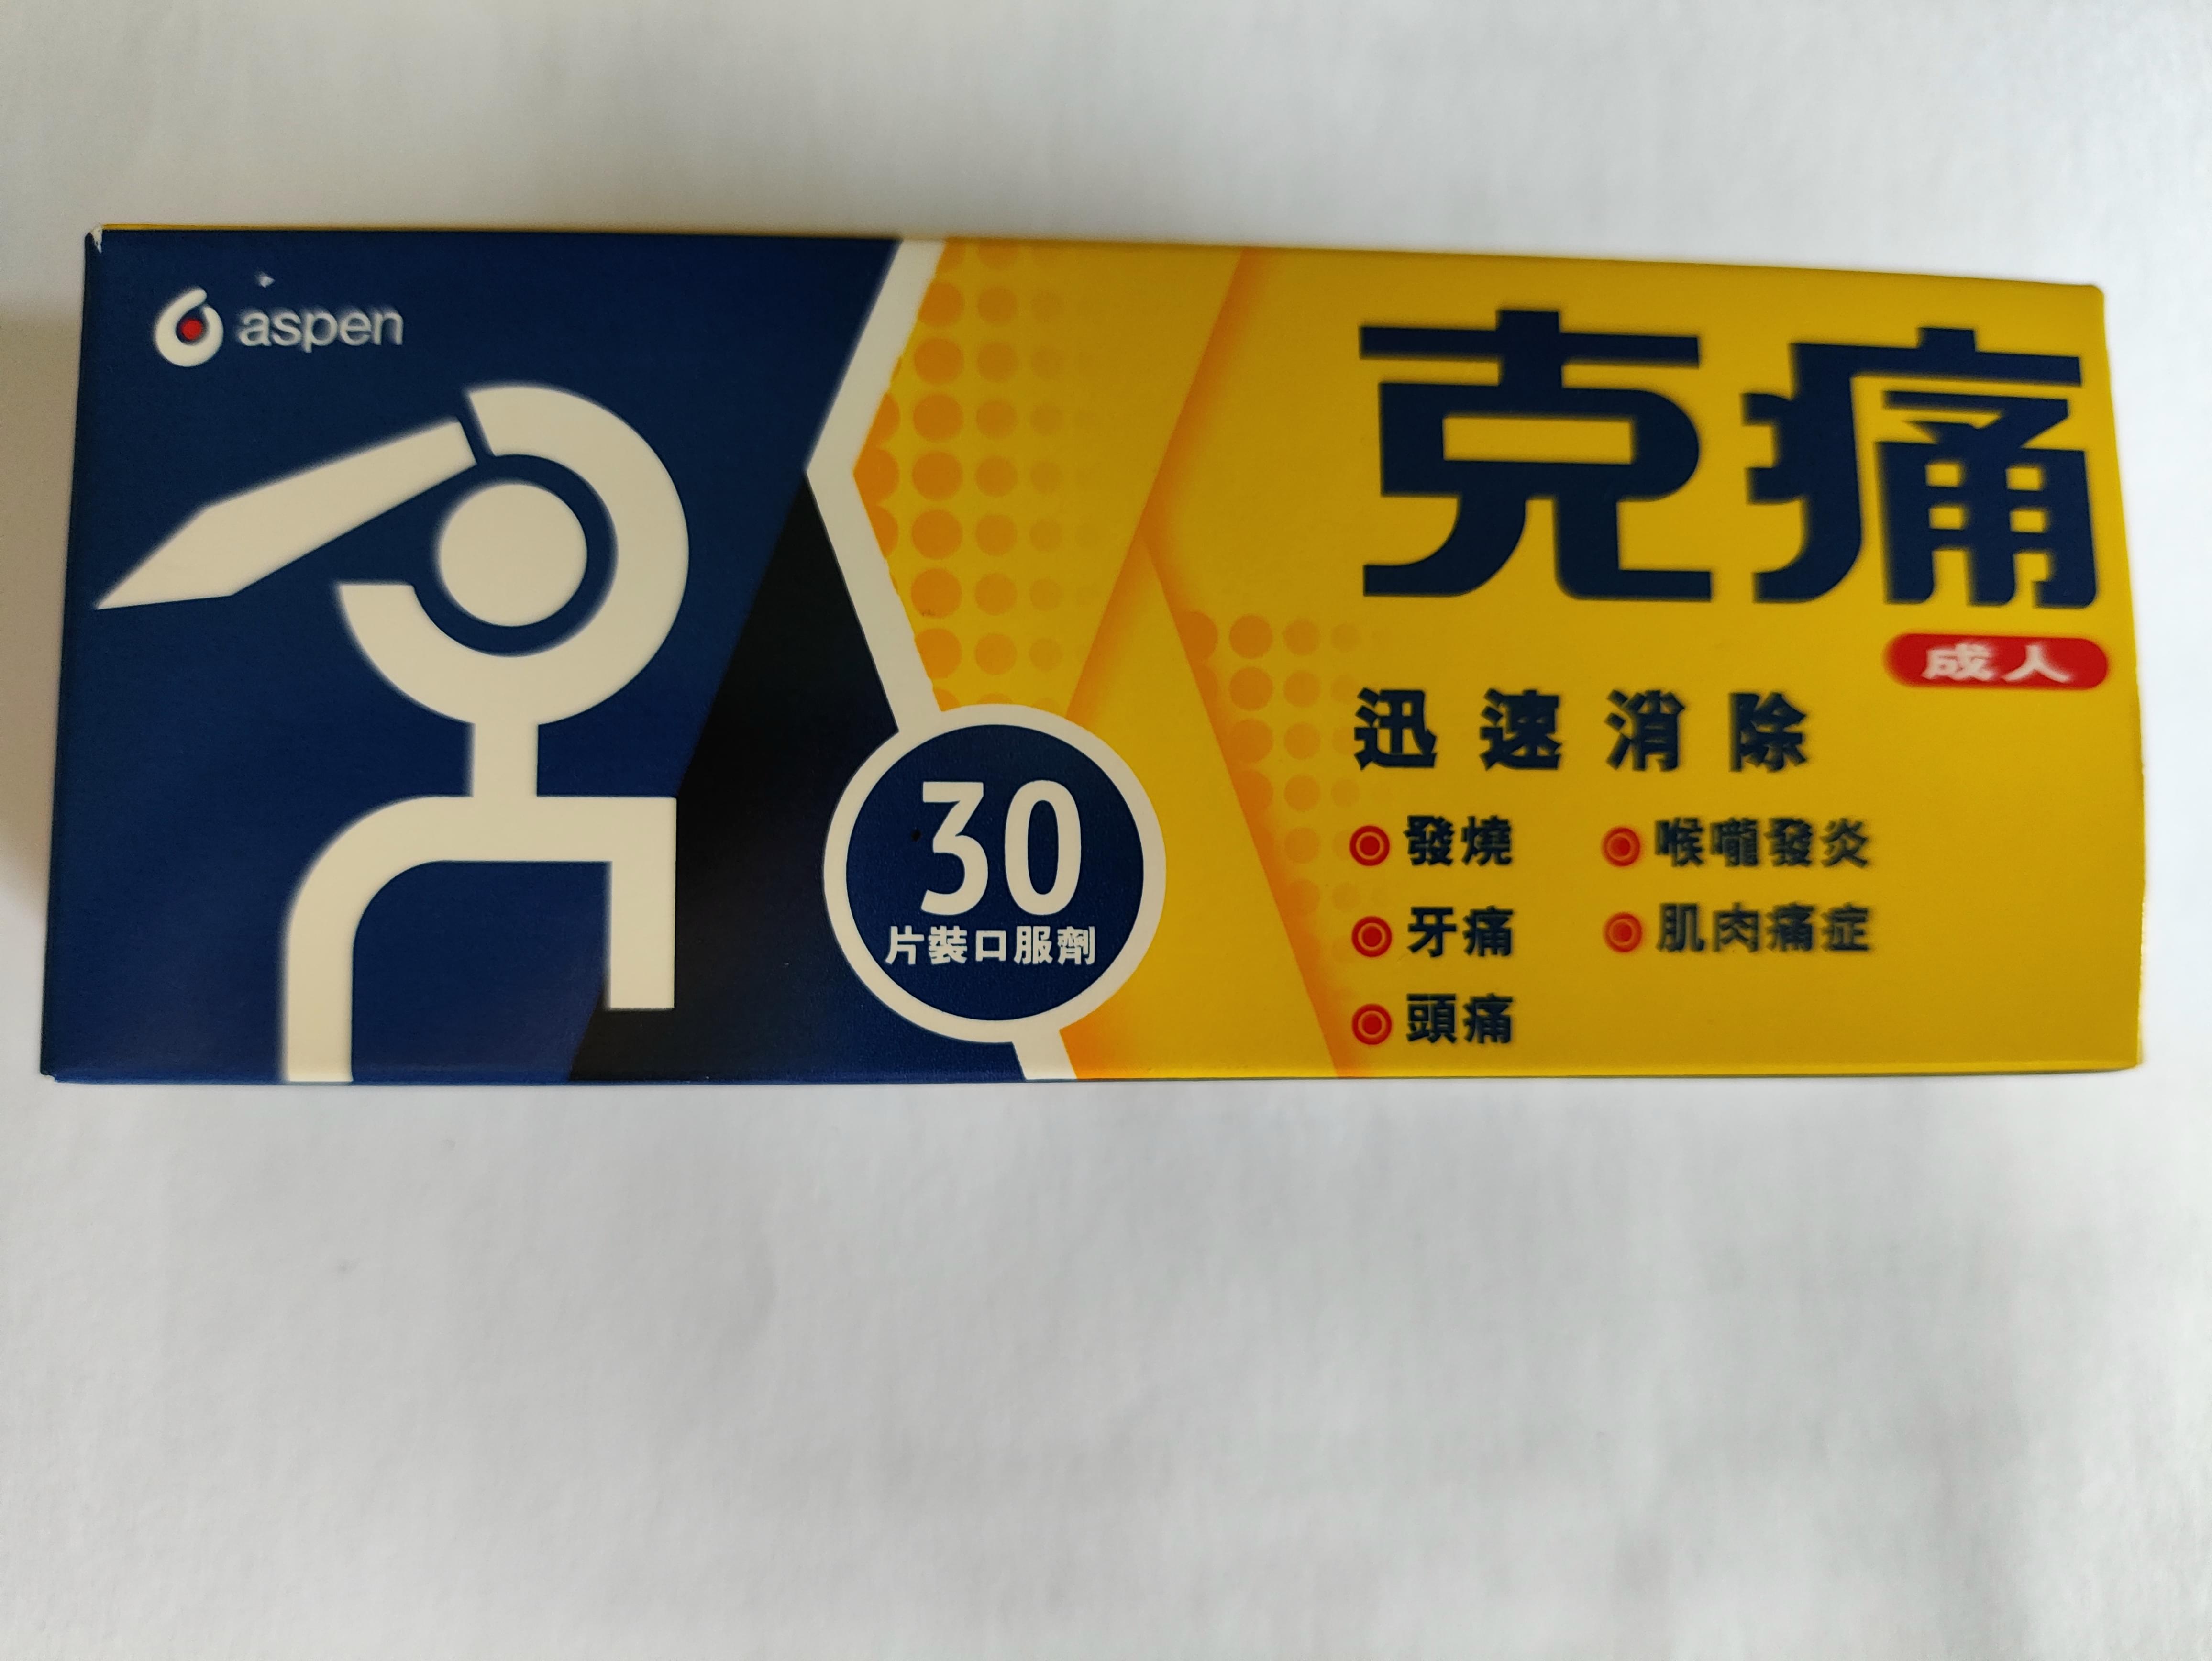 aspen
克痛
成人
迅速消除
發燒
喉嚨發炎
牙痛
肌肉痛症
頭痛
30
片裝口服劑